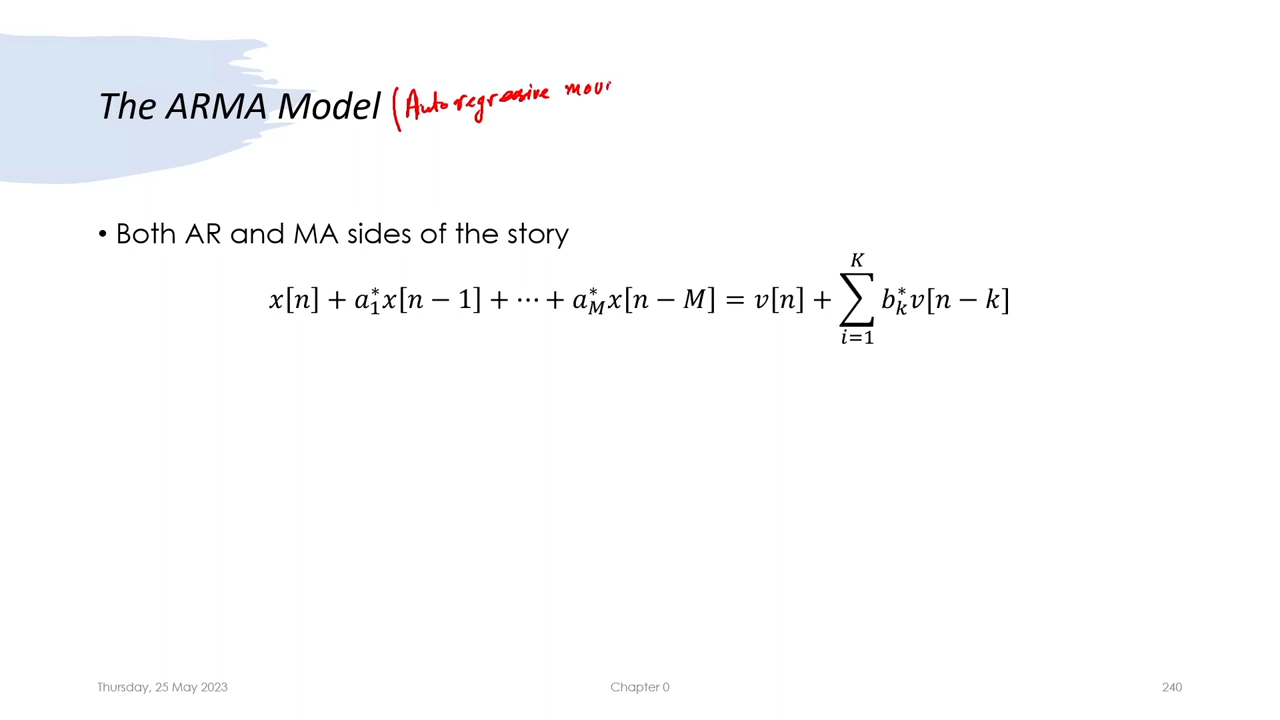 The ARMA Model (Autoregressive movi
• Both AR and MA sides of the story
x[n] + a₁*x[n − 1] + ⋯ + a_M*x[n − M] = v[n] + ∑_{i=1}^{K} b_k*v[n − k]
Thursday, 25 May 2023 Chapter 0 240